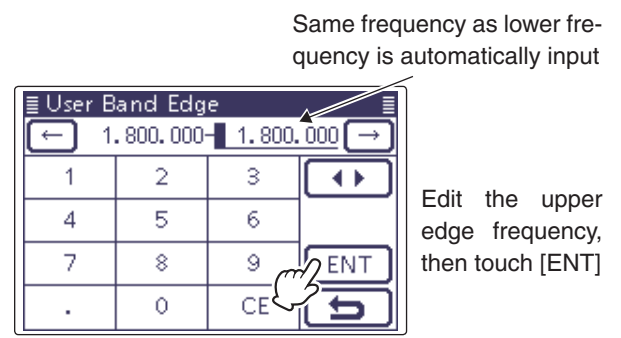 Same frequency as lower fre-
quency is automatically input
User Band Edge
← 1.800.000- 1.800.000 →
1 2 3 ◀ ▶
4 5 6
7 8 9 ENT
. 0 CE ⮌
Edit the upper
edge frequency,
then touch [ENT]